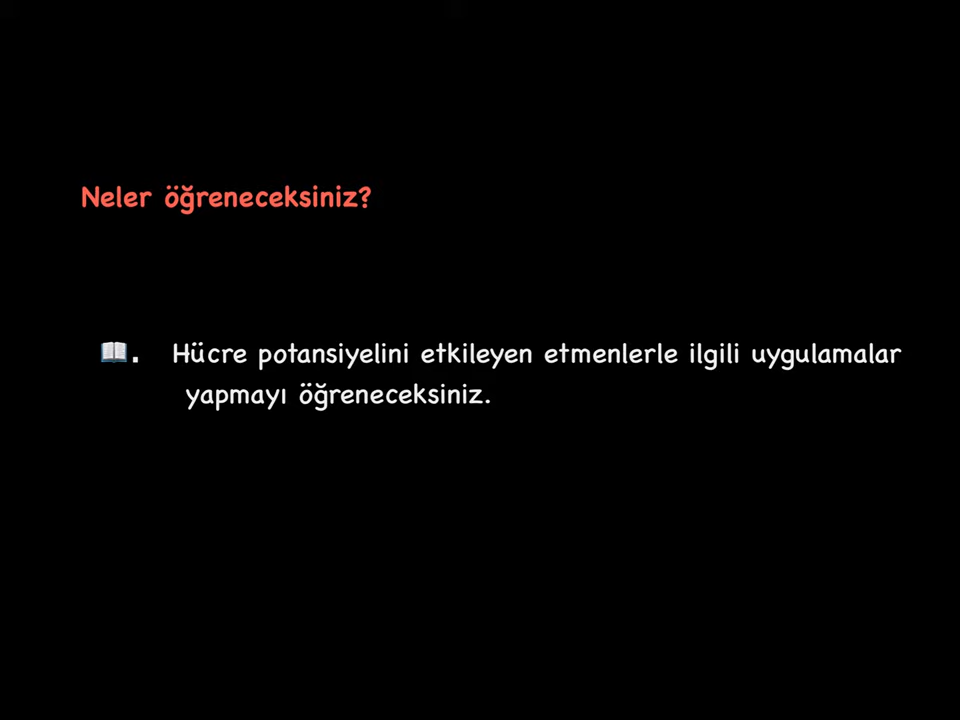 Neler öğreneceksiniz?
📖. Hücre potansiyelini etkileyen etmenlerle ilgili uygulamalar
yapmayı öğreneceksiniz.